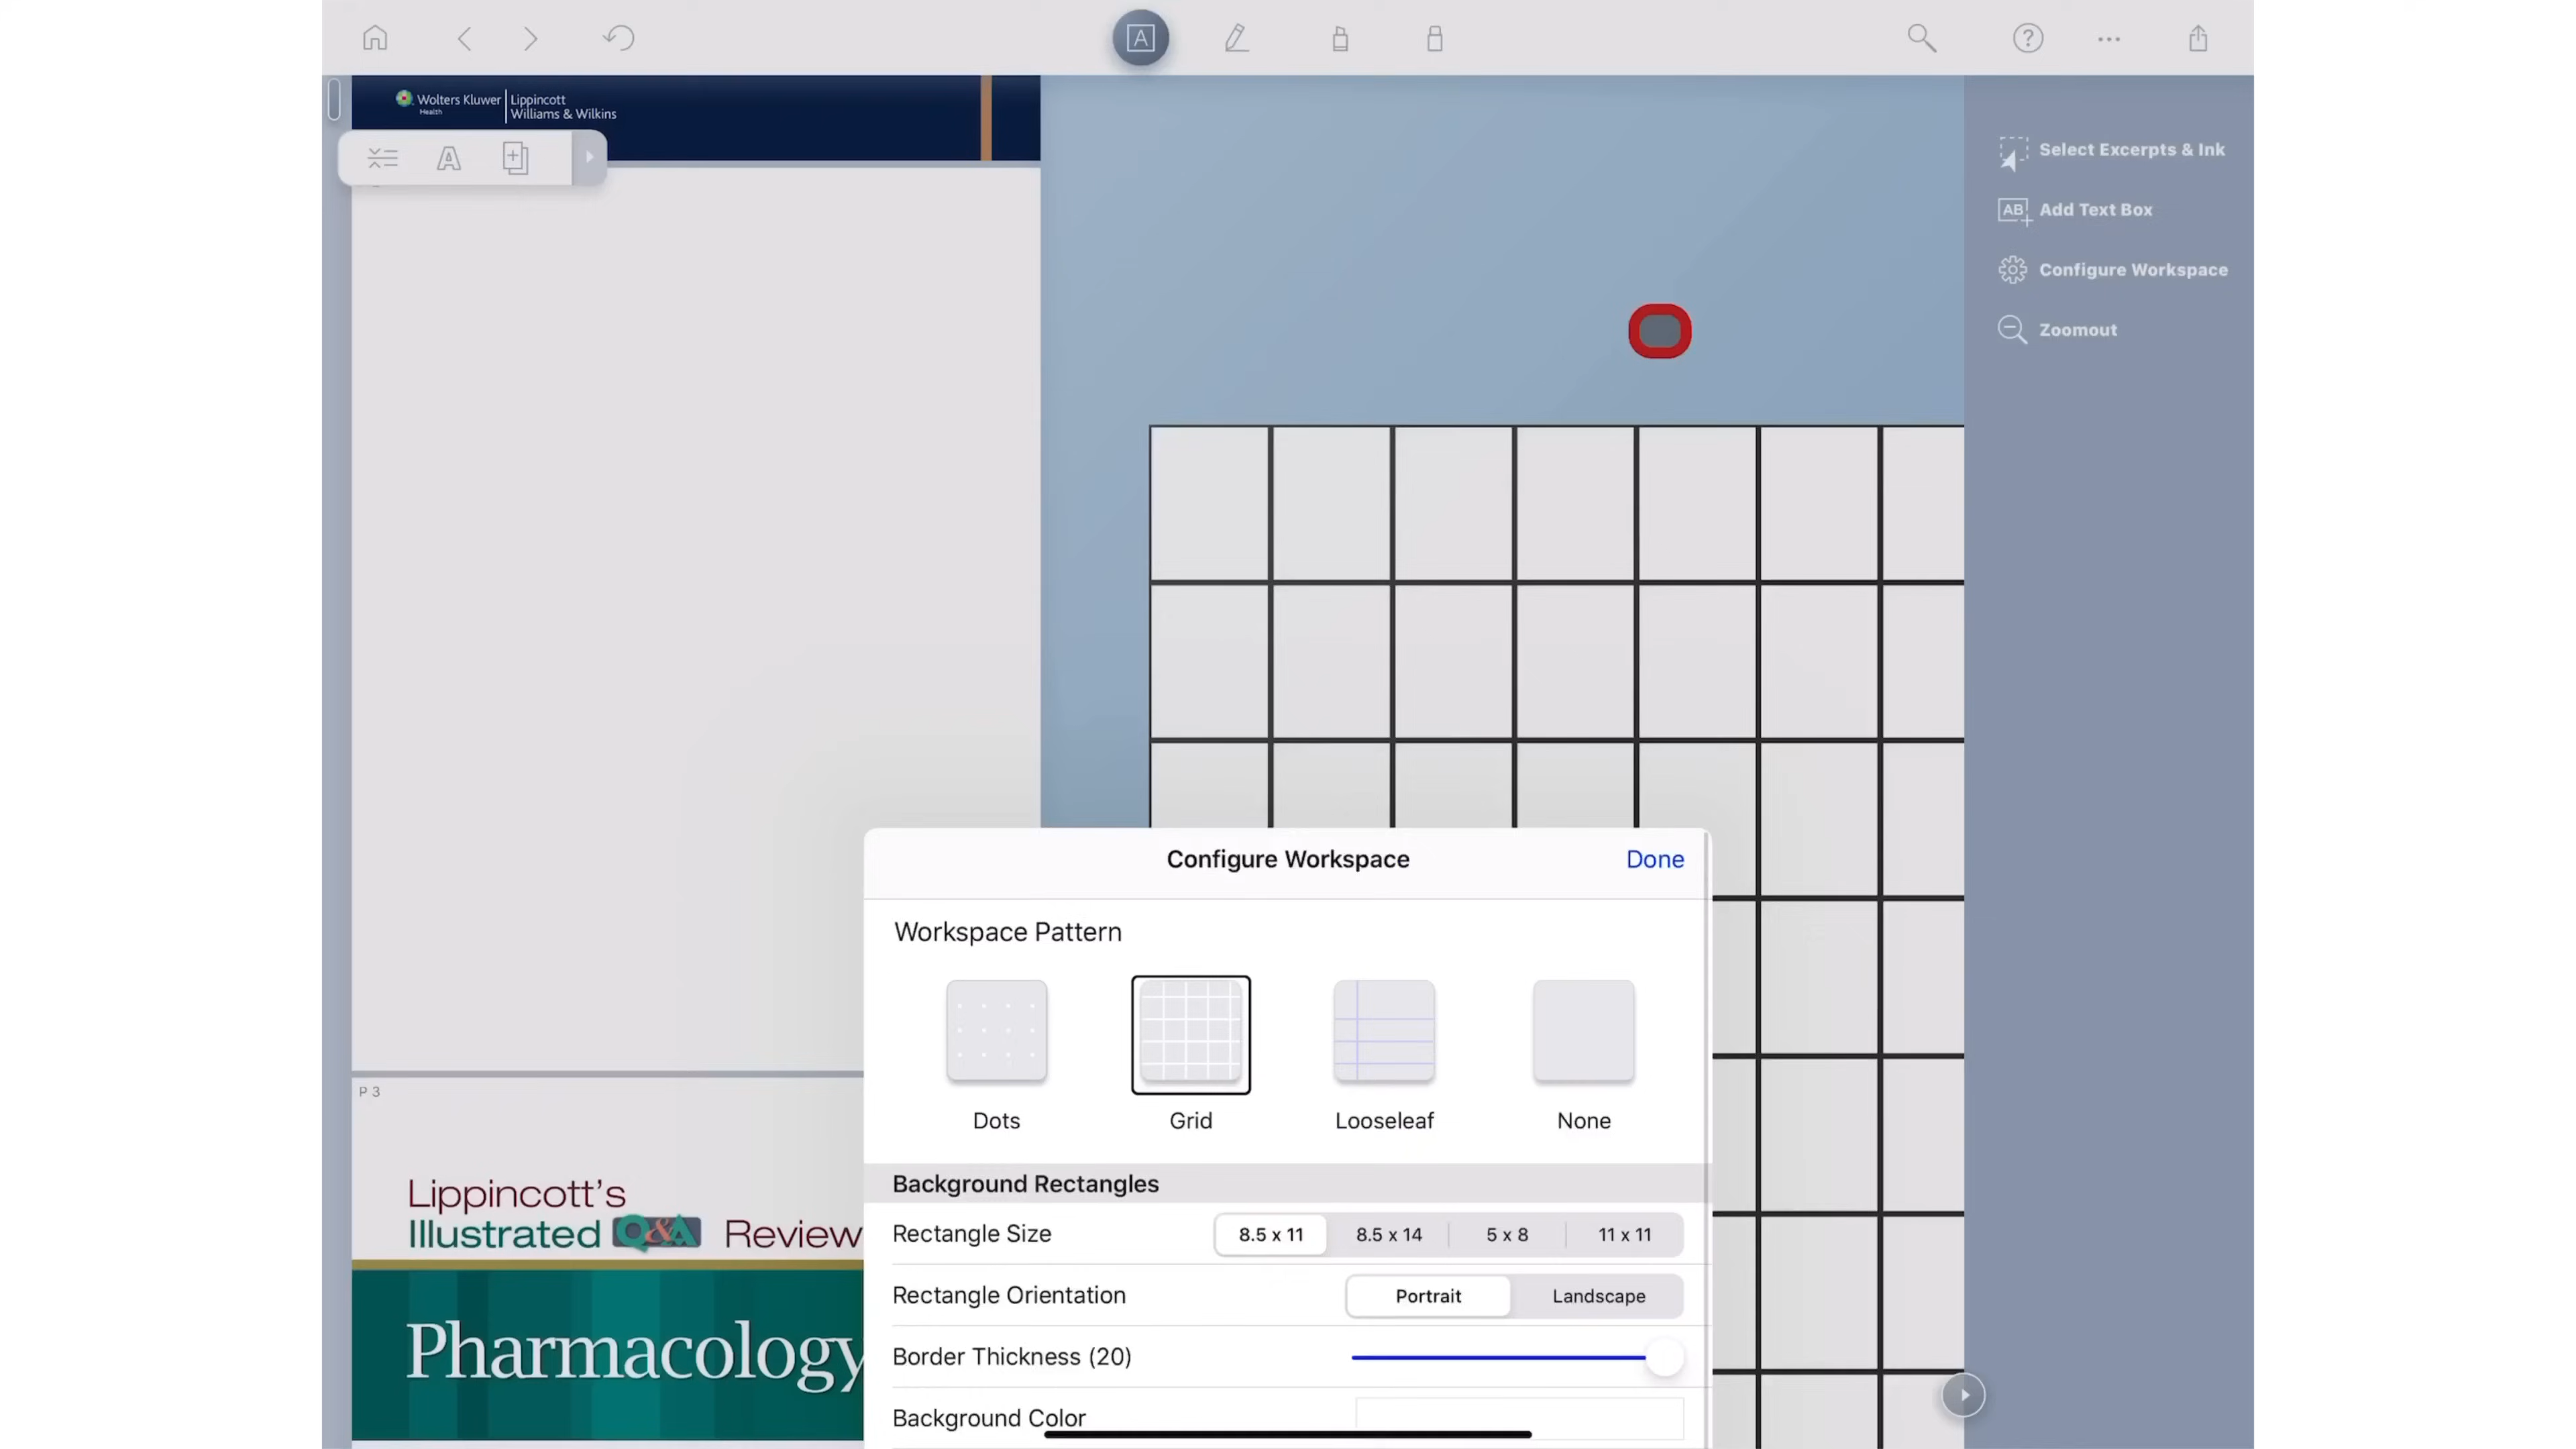 A
Wolters Kluwer
Health
Lippincott
Williams & Wilkins
A
Select Excerpts & Ink
AB
Add Text Box
Configure Workspace
Zoomout
?
Configure Workspace
Done
Workspace Pattern
Dots
Grid
Looseleaf
None
Background Rectangles
Rectangle Size
8.5 x 11
8.5 x 14
5 x 8
11 x 11
Rectangle Orientation
Portrait
Landscape
Border Thickness (20)
Background Color
P 3
Lippincott's
Illustrated Q&A Review
Pharmacology